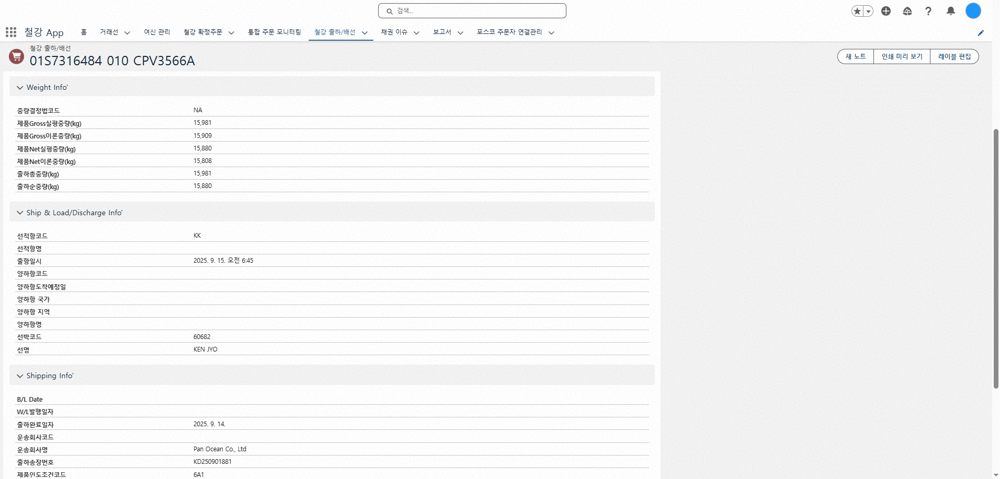 검색...
철강 App
홈
거래선
여신 관리
철강 확정주문
통합 주문 모니터링
철강 출하/배선
채권 이슈
보고서
포스코 주문자 연결관리
철강 출하/배선
01S7316484 010 CPV3566A
새 노트
인쇄 미리 보기
레이블 편집
Weight Info'
중량결정법코드 NA
제품Gross실평중량(kg) 15,981
제품Gross이론중량(kg) 15,909
제품Net실평중량(kg) 15,880
제품Net이론중량(kg) 15,808
출하총중량(kg) 15,981
출하순중량(kg) 15,880
Ship & Load/Discharge Info'
선적항코드 KK
선적항명
출항일시 2025. 9. 15. 오전 6:45
양하항코드
양하항도착예정일
양하항 국가
양하항 지역
양하항명
선박코드 60682
선명 KEN JYO
Shipping Info'
B/L Date
W/L발행일자
출하완료일자 2025. 9. 14.
운송회사코드
운송회사명 Pan Ocean Co., Ltd
출하송장번호 KD250901881
제품인도조건코드 6A1